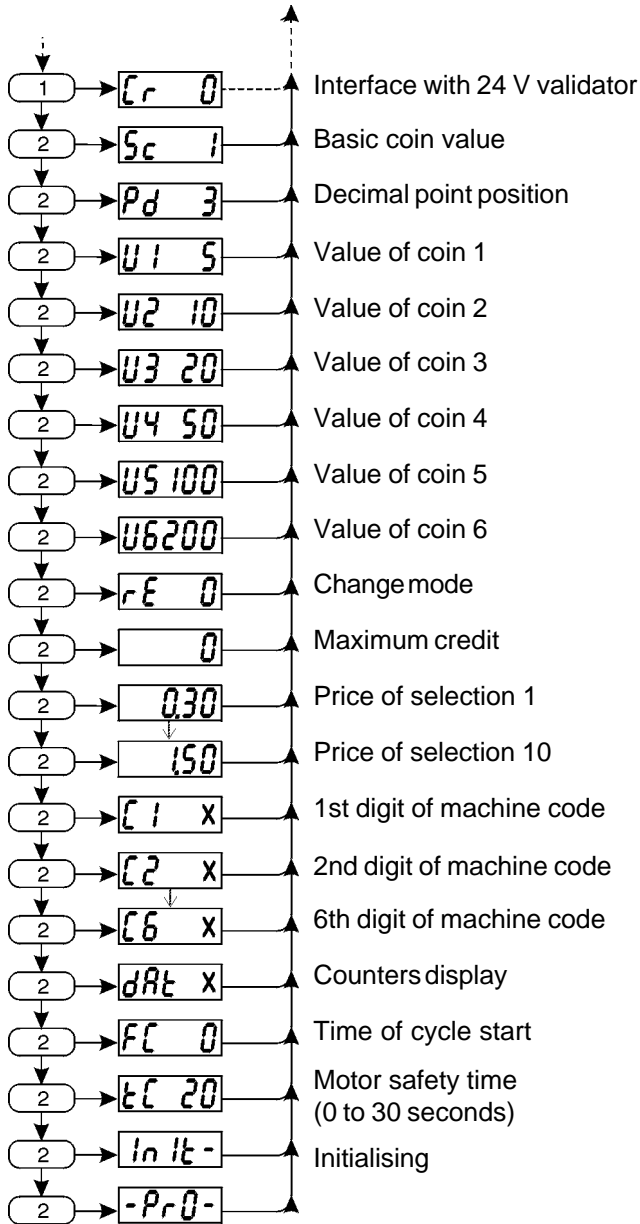 1 Cr 0 Interface with 24 V validator
2 Sc 1 Basic coin value
2 Pd 3 Decimal point position
2 U1 5 Value of coin 1
2 U2 10 Value of coin 2
2 U3 20 Value of coin 3
2 U4 50 Value of coin 4
2 U5 100 Value of coin 5
2 U6 200 Value of coin 6
2 rE 0 Change mode
2 0 Maximum credit
2 0.30 Price of selection 1
2 1.50 Price of selection 10
2 C1 X 1st digit of machine code
2 C2 X 2nd digit of machine code
2 C6 X 6th digit of machine code
2 dAt X Counters display
2 FC 0 Time of cycle start
2 tC 20 Motor safety time
(0 to 30 seconds)
2 InIt- Initialising
2 -Pr0-